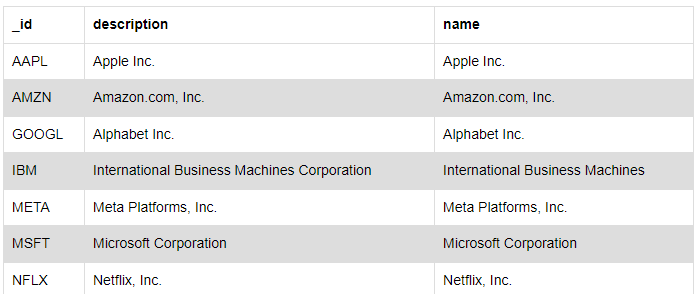 _id description name
AAPL Apple Inc. Apple Inc.
AMZN Amazon.com, Inc. Amazon.com, Inc.
GOOGL Alphabet Inc. Alphabet Inc.
IBM International Business Machines Corporation International Business Machines
META Meta Platforms, Inc. Meta Platforms, Inc.
MSFT Microsoft Corporation Microsoft Corporation
NFLX Netflix, Inc. Netflix, Inc.